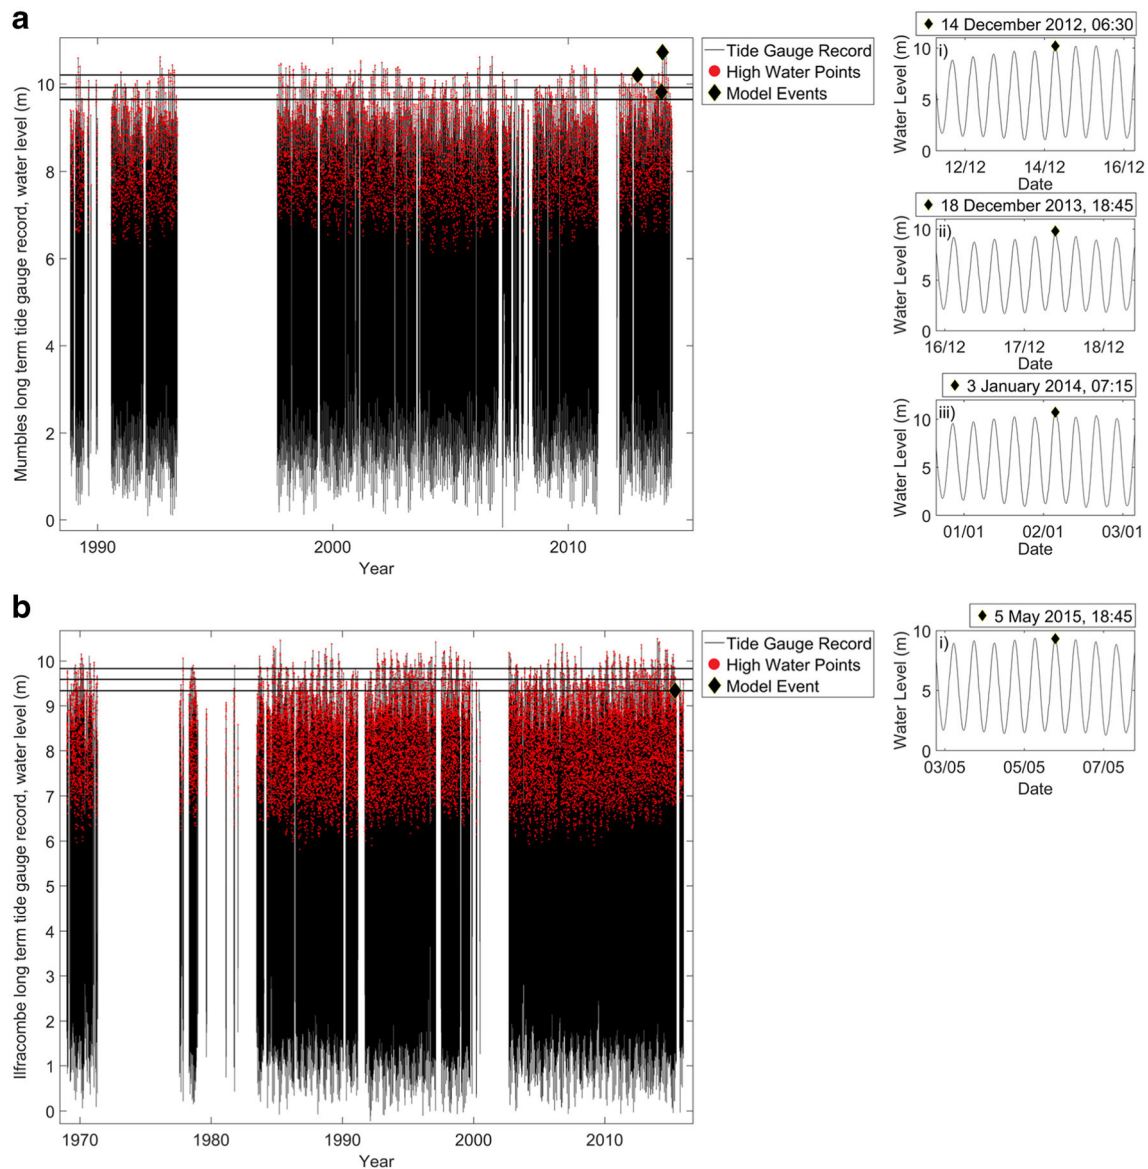 a
Mumbles long term tide gauge record, water level (m)
10
8
6
4
2
0
1990
2000
2010
Year
Tide Gauge Record
High Water Points
Model Events
14 December 2012, 06:30
i)
Water Level (m)
10
5
0
12/12
14/12
16/12
Date
18 December 2013, 18:45
ii)
Water Level (m)
10
5
0
16/12
17/12
18/12
3 January 2014, 07:15
iii)
Water Level (m)
10
5
0
01/01
02/01
03/01
Date
b
Ilfracombe long term tide gauge record, water level (m)
10
9
8
7
6
5
4
3
2
1
0
1970
1980
1990
2000
2010
Year
Tide Gauge Record
High Water Points
Model Event
5 May 2015, 18:45
i)
Water Level (m)
10
5
0
03/05
05/05
07/05
Date